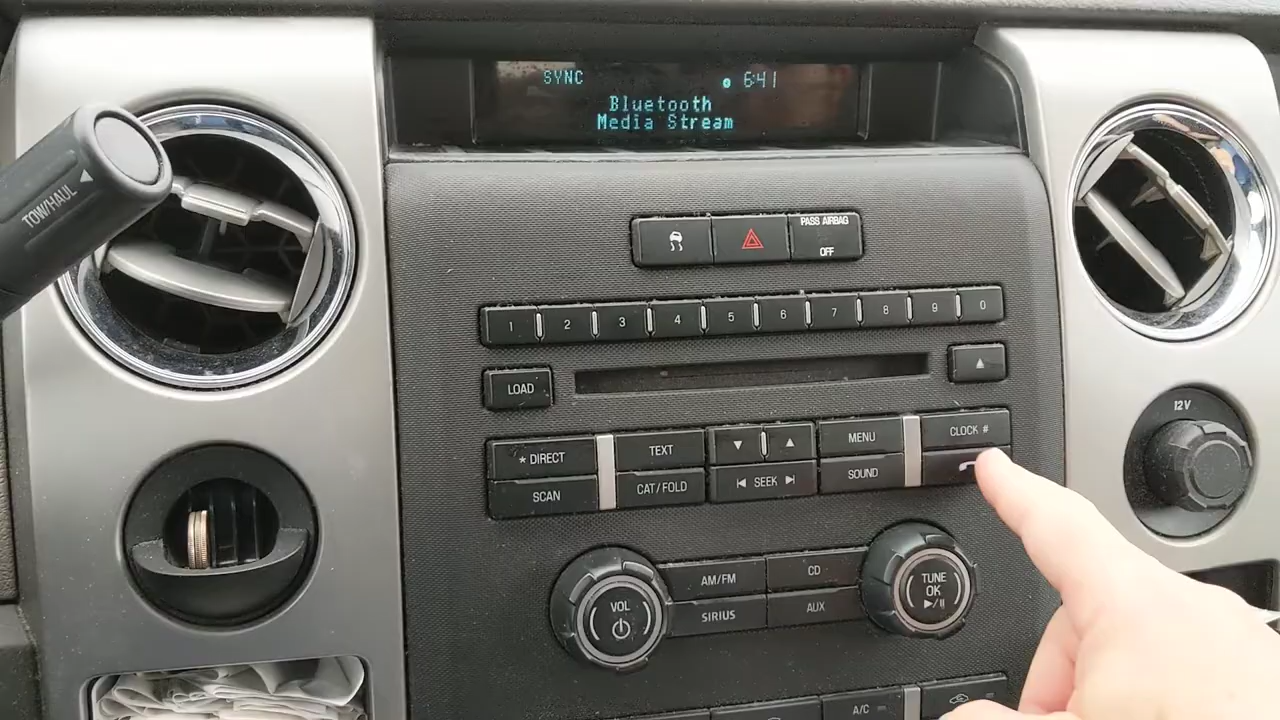 SYNC 6:41
Bluetooth
Media Stream
TOW/HAUL
PASS AIRBAG
OFF
1 2 3 4 5 6 7 8 9 0
LOAD
12V
* DIRECT TEXT MENU CLOCK #
SCAN CAT/FOLD SEEK SOUND
AM/FM CD
VOL
SIRIUS AUX
TUNE
OK
A/C